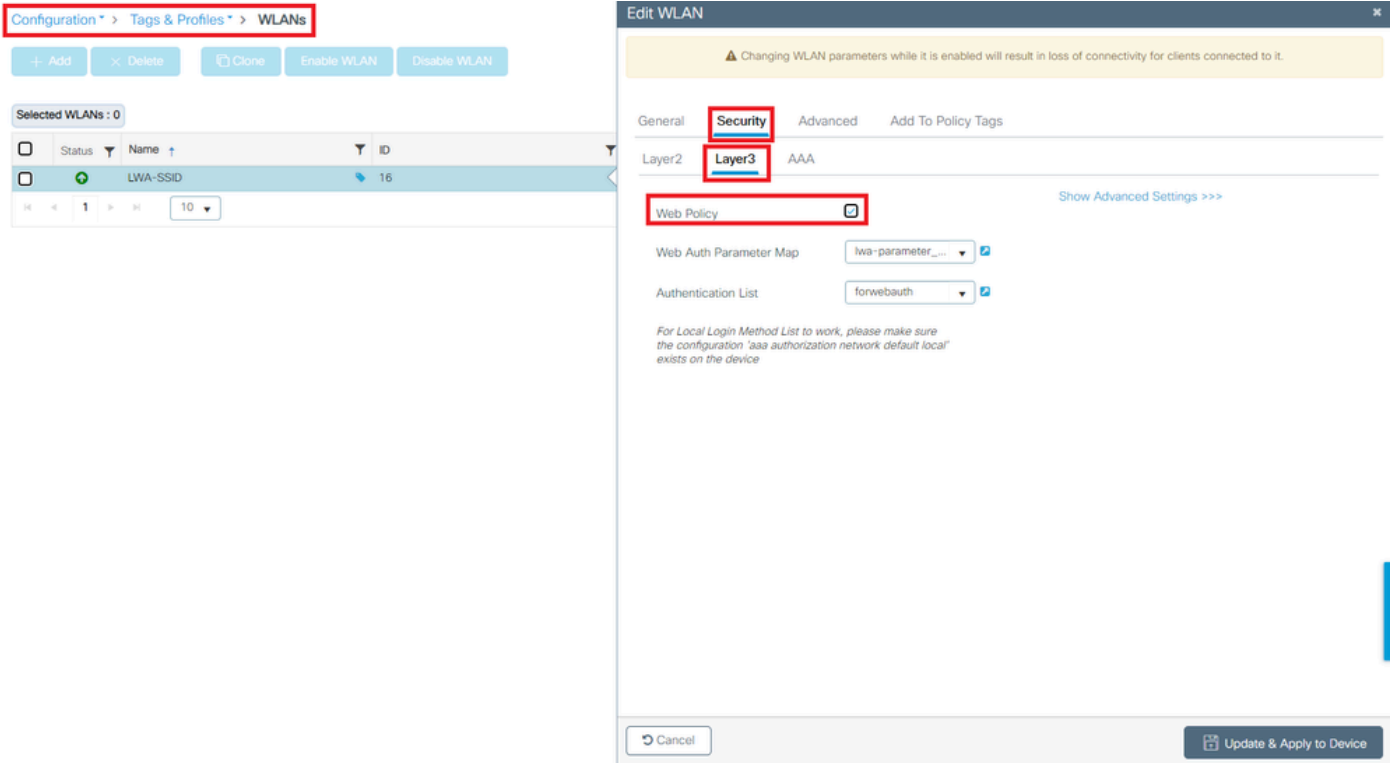 Configuration > Tags & Profiles > WLANs
+ Add
× Delete
Clone
Enable WLAN
Disable WLAN
Selected WLANs : 0
Status
Name
ID
LWA-SSID
16
1
10
Edit WLAN
Changing WLAN parameters while it is enabled will result in loss of connectivity for clients connected to it.
General
Security
Advanced
Add To Policy Tags
Layer2
Layer3
AAA
Show Advanced Settings >>>
Web Policy
Web Auth Parameter Map
lwa-parameter_...
Authentication List
forwebauth
For Local Login Method List to work, please make sure
the configuration 'aaa authorization network default local'
exists on the device
Cancel
Update & Apply to Device